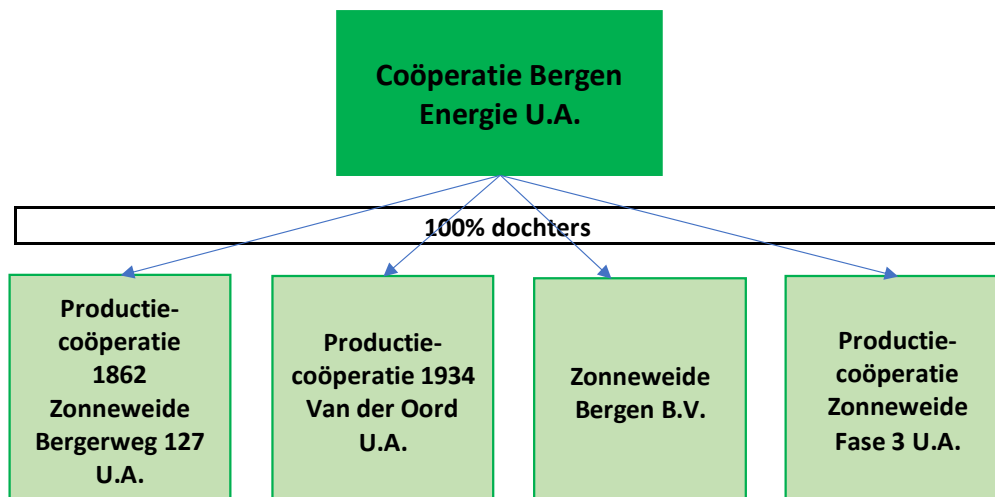 Coöperatie Bergen
Energie U.A.
100% dochters
Productie-
coöperatie
1862
Zonneweide
Bergerweg 127
U.A.
Productie-
coöperatie 1934
Van der Oord
U.A.
Zonneweide
Bergen B.V.
Productie-
coöperatie
Zonneweide
Fase 3 U.A.